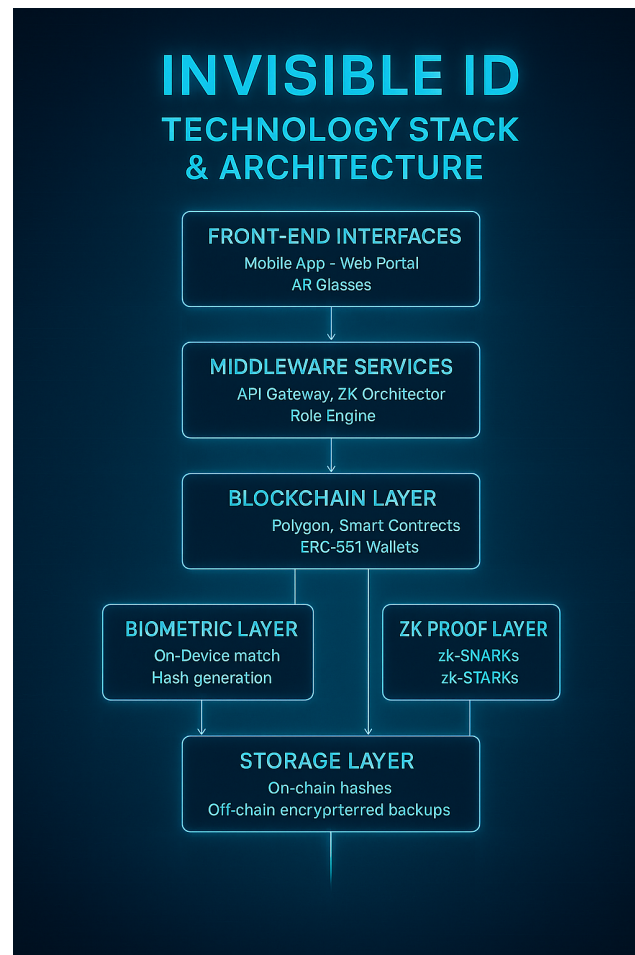 INVISIBLE ID
TECHNOLOGY STACK
& ARCHITECTURE
FRONT-END INTERFACES
Mobile App - Web Portal
AR Glasses
MIDDLEWARE SERVICES
API Gateway, ZK Orchitector
Role Engine
BLOCKCHAIN LAYER
Polygon, Smart Contrects
ERC-551 Wallets
BIOMETRIC LAYER
On-Device match
Hash generation
ZK PROOF LAYER
zk-SNARKs
zk-STARKs
STORAGE LAYER
On-chain hashes
Off-chain encryprterred backups